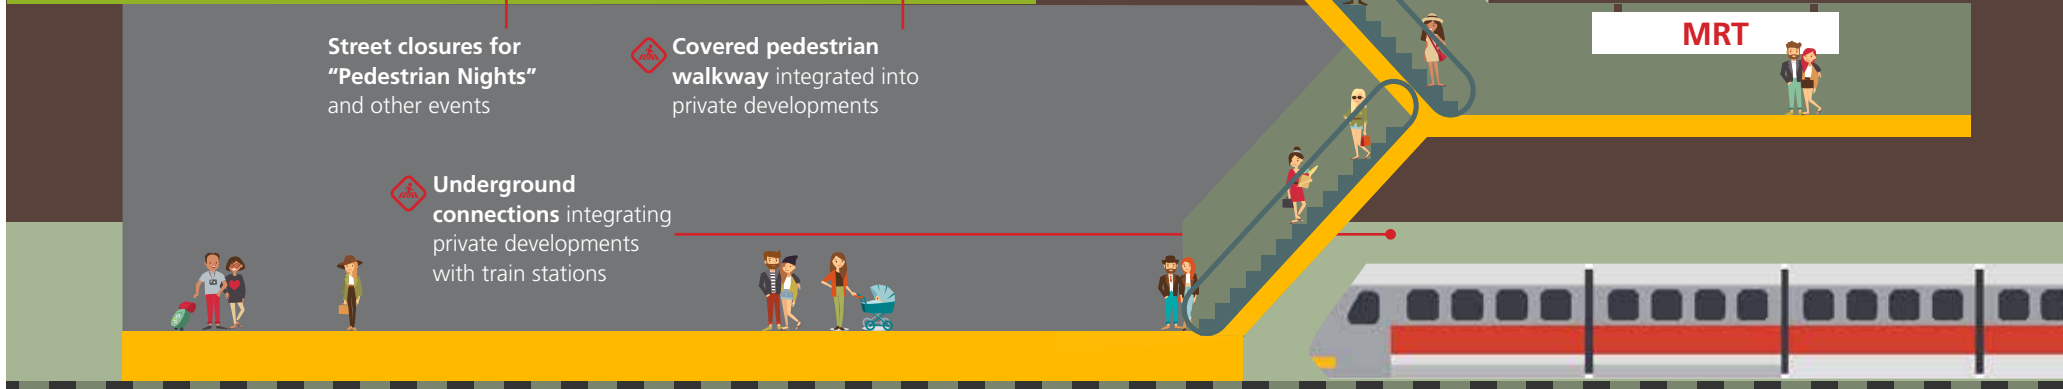 Street closures for
“Pedestrian Nights”
and other events
Covered pedestrian
walkway integrated into
private developments
MRT
Underground
connections integrating
private developments
with train stations